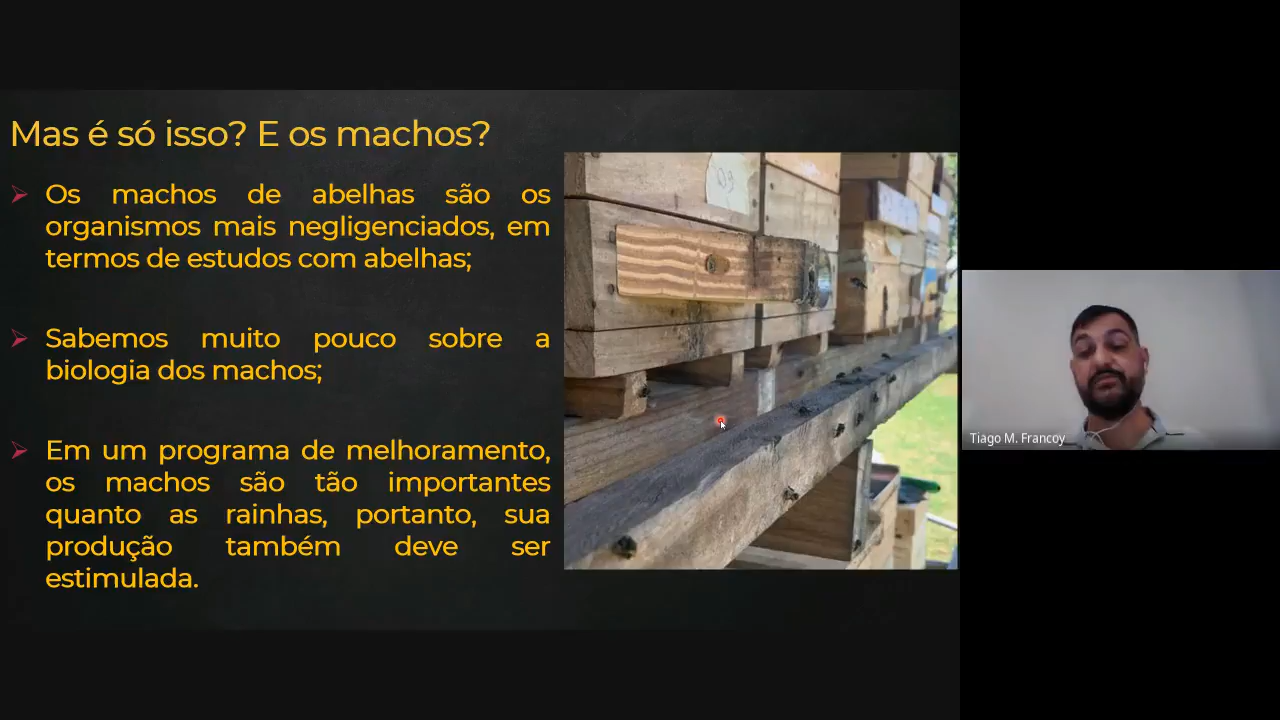 Mas é só isso? E os machos?
Os machos de abelhas são os
organismos mais negligenciados, em
termos de estudos com abelhas;
Sabemos muito pouco sobre a
biologia dos machos;
Em um programa de melhoramento,
os machos são tão importantes
quanto as rainhas, portanto, sua
produção também deve ser
estimulada.
Tiago M. Francoy